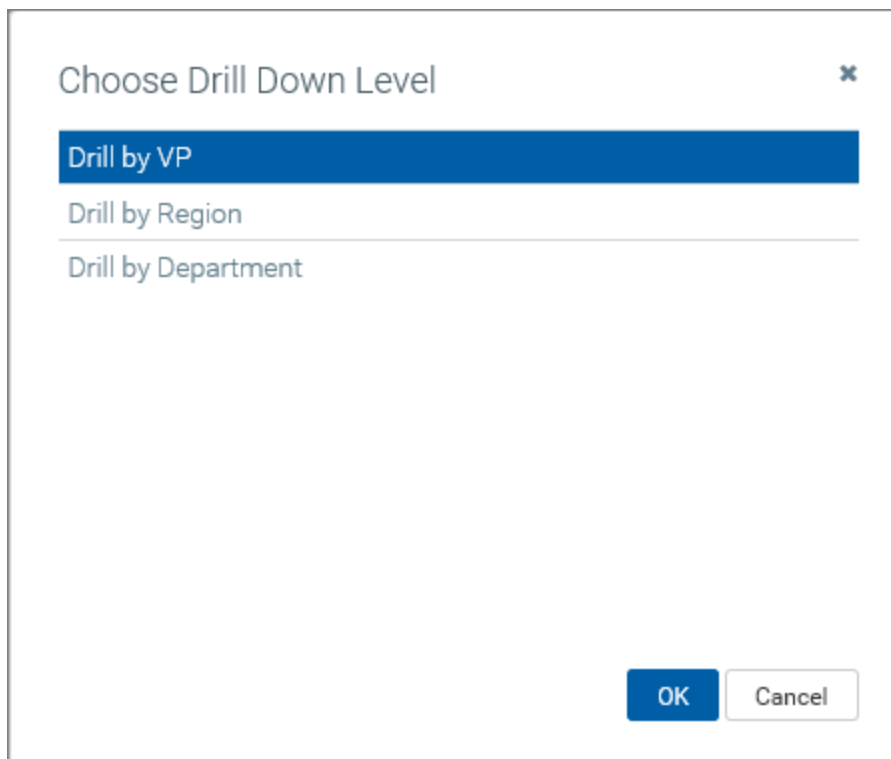 Choose Drill Down Level
Drill by VP
Drill by Region
Drill by Department
OK
Cancel